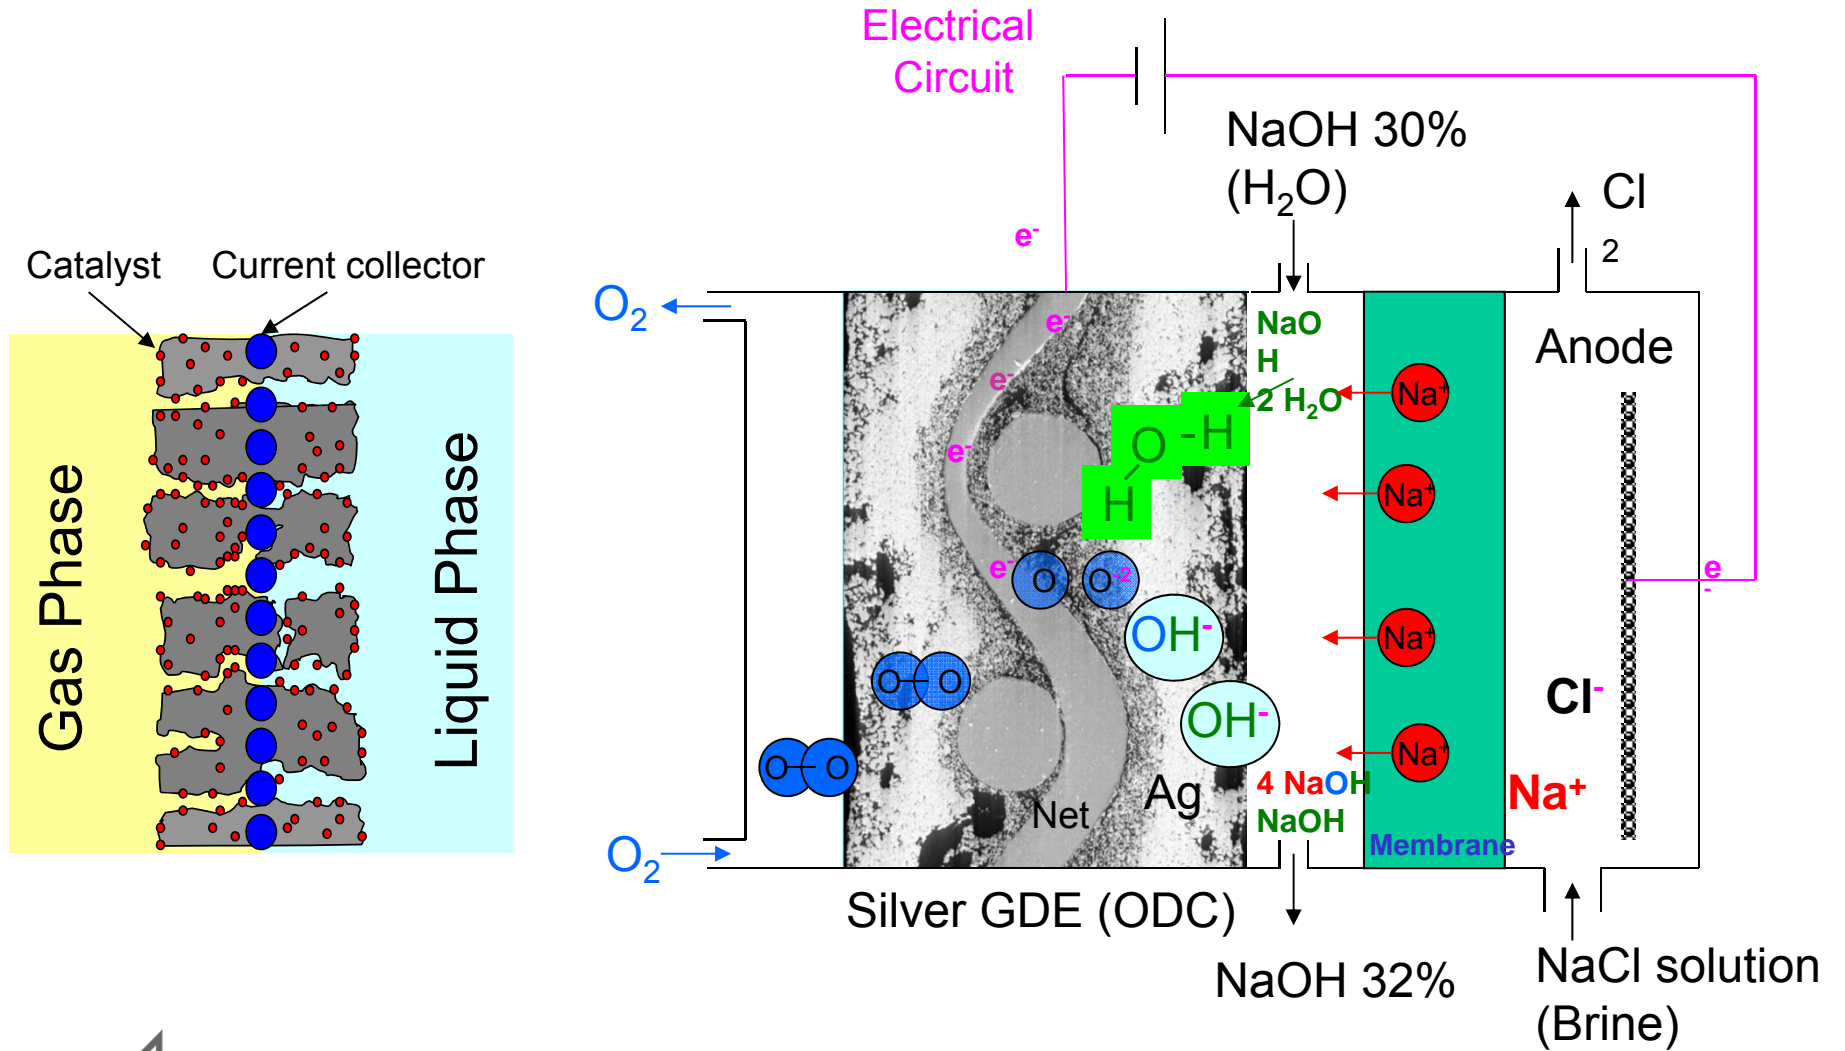 Electrical
Circuit
NaOH 30%
(H₂O)
Cl
2
e⁻
Catalyst
Current collector
O₂
e⁻
NaO
H
2 H₂O
Anode
e⁻
Na⁺
O
-H
H
e⁻
Na⁺
Gas Phase
Liquid Phase
e⁻
O
O⁻²
e
-
OH⁻
Na⁺
O
O
Cl⁻
OH⁻
Na⁺
O
O
4 NaOH
Na⁺
Ag
Net
NaOH
Membrane
O₂
Silver GDE (ODC)
NaOH 32%
NaCl solution
(Brine)